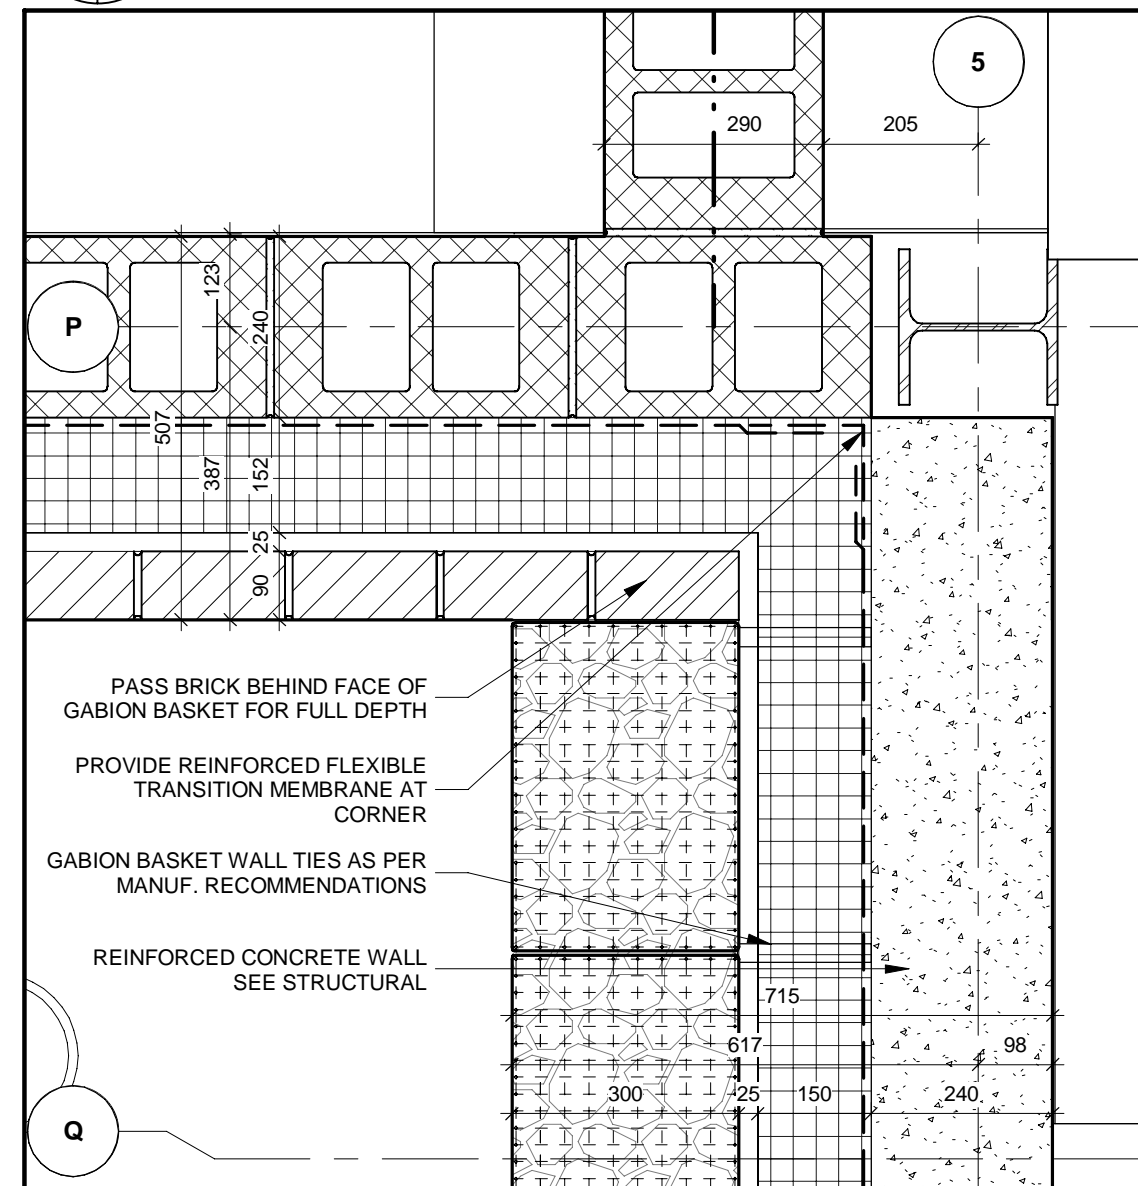 5
290
205
P
123
240
507
387
152
25
90
PASS BRICK BEHIND FACE OF
GABION BASKET FOR FULL DEPTH
PROVIDE REINFORCED FLEXIBLE
TRANSITION MEMBRANE AT
CORNER
GABION BASKET WALL TIES AS PER
MANUF. RECOMMENDATIONS
REINFORCED CONCRETE WALL
SEE STRUCTURAL
715
617
98
300
25
150
240
Q